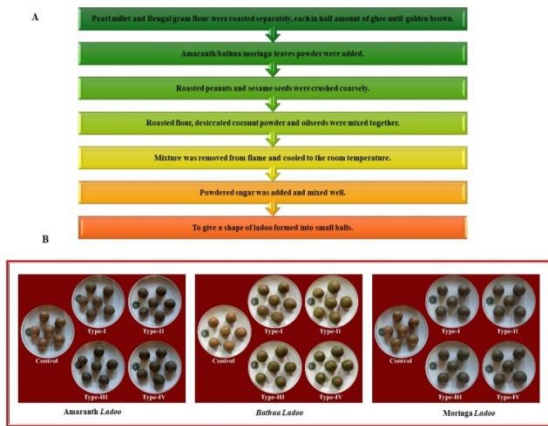 A
Pearl millet and Bengal gram flour were roasted separately, each in half amount of ghee until golden brown.
Amaranth/bathua/moringa leaves powder were added.
Roasted peanuts and sesame seeds were crushed coarsely.
Roasted flour, desiccated coconut powder and oilseeds were mixed together.
Mixture was removed from flame and cooled to the room temperature.
Powdered sugar was added and mixed well.
To give a shape of ladoo formed into small balls.
B
Type-I
Type-II
Control
Type-III
Type-IV
Amaranth Ladoo
Type-I
Type-II
Control
Type-III
Type-IV
Bathua Ladoo
Type-I
Type-II
Control
Type-III
Type-IV
Moringa Ladoo